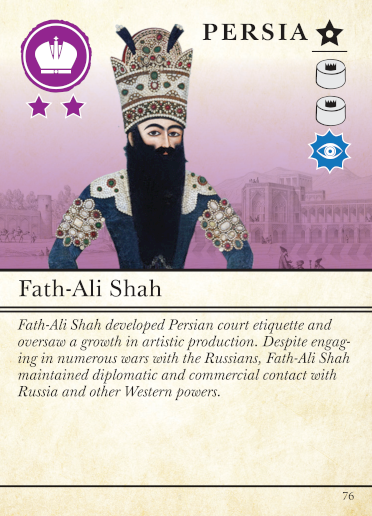 PERSIA
Fath-Ali Shah
Fath-Ali Shah developed Persian court etiquette and
oversaw a growth in artistic production. Despite engag-
ing in numerous wars with the Russians, Fath-Ali Shah
maintained diplomatic and commercial contact with
Russia and other Western powers.
76